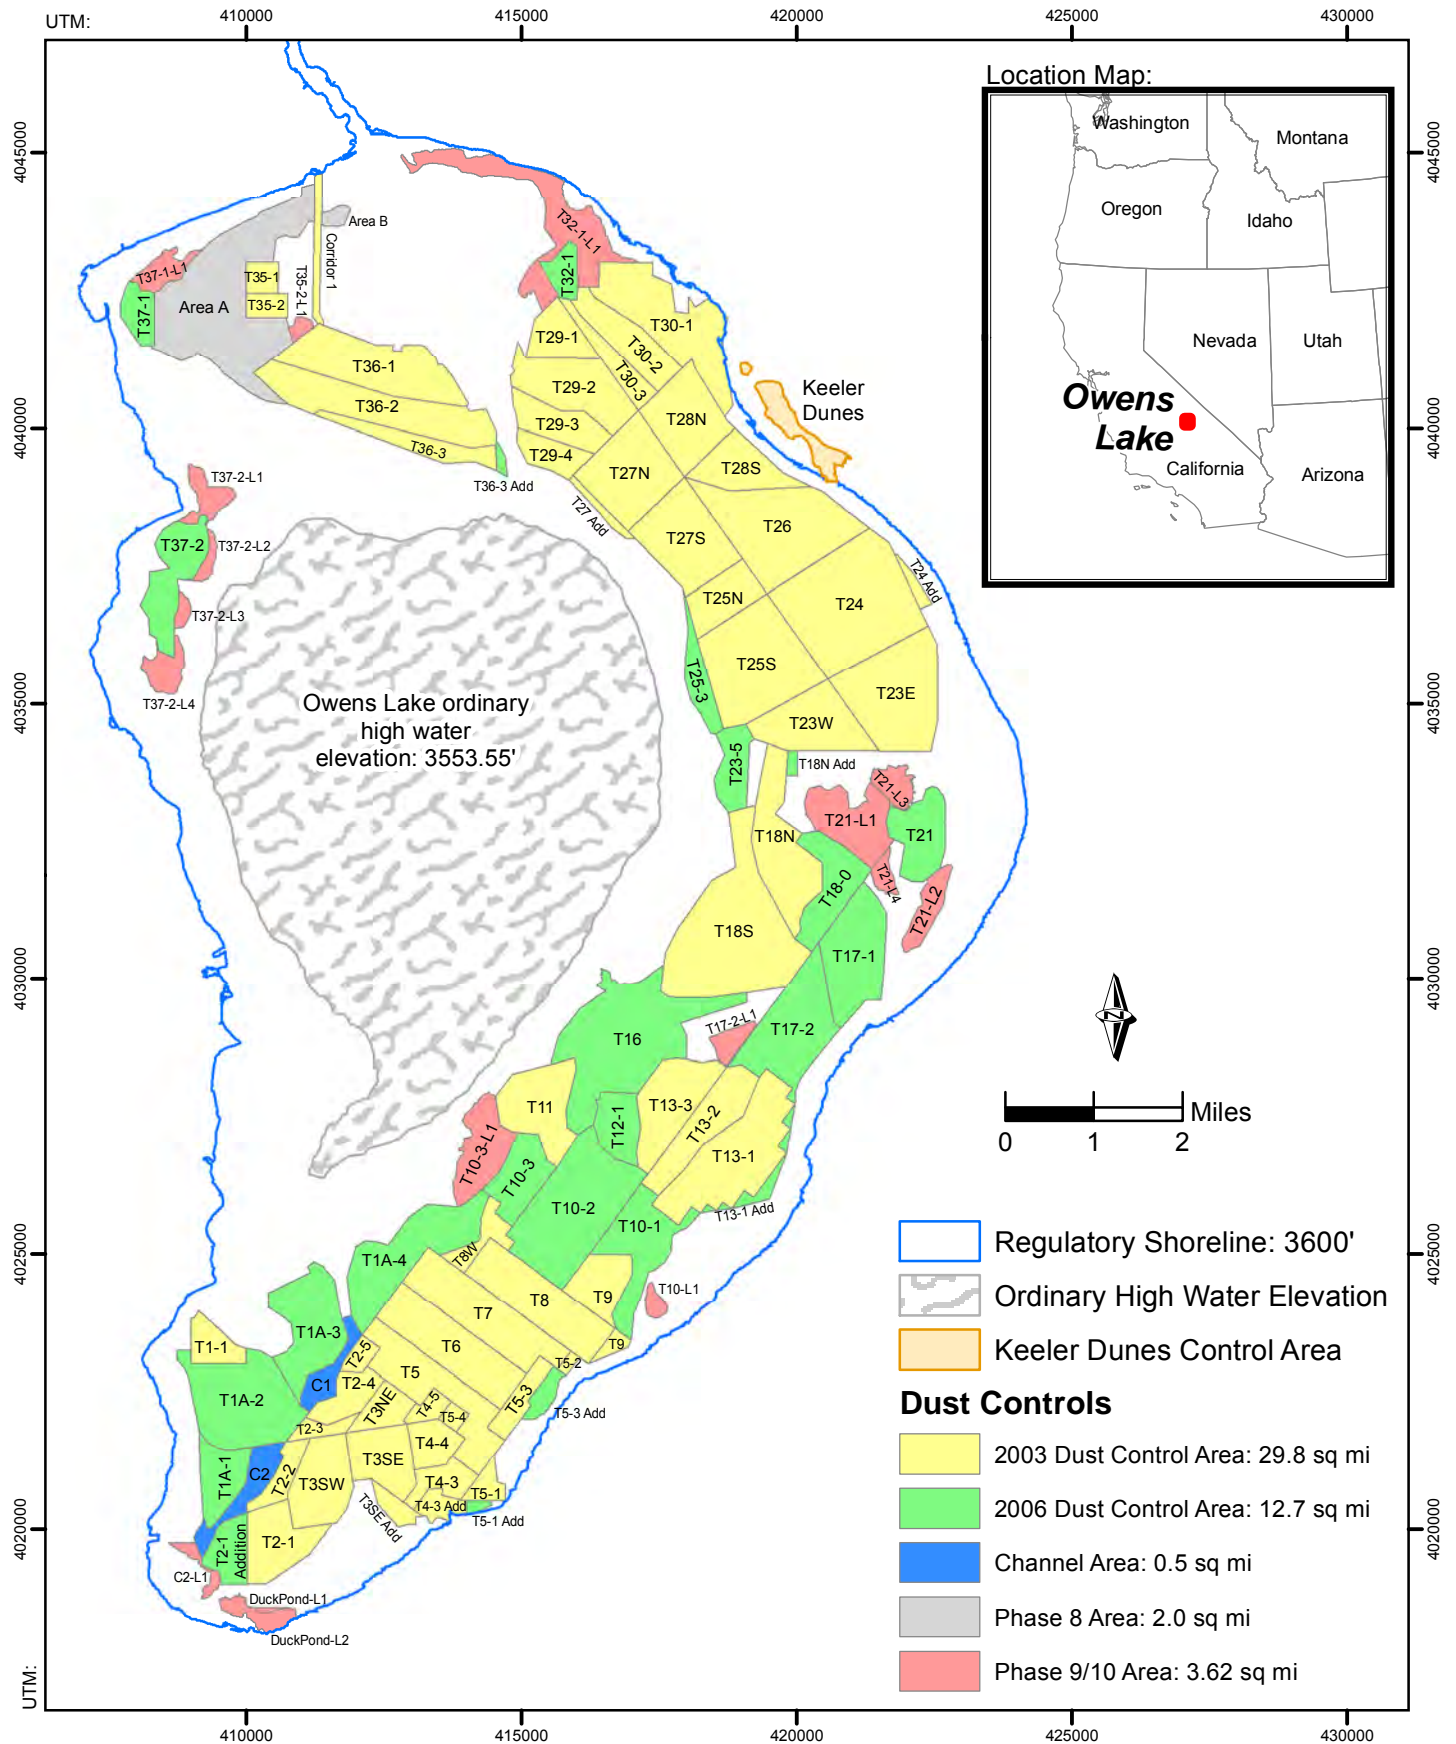 UTM:
410000
415000
420000
425000
430000
Location Map:
Washington
Montana
Oregon
Idaho
Nevada
Utah
Owens
Lake
California
Arizona
4045000
4045000
4040000
4040000
4035000
4035000
4030000
4030000
4025000
4025000
4020000
4020000
Area B
Corridor 1
T37-1-L1
T35-1
T35-2-L1
T35-2
Area A
T37-1
T32-1-L1
T32-1
T30-1
T29-1
T30-2
T30-3
T36-1
T29-2
T36-2
T28N
T29-3
T36-3
T29-4
T28S
T27N
T36-3 Add
T27 Add
Keeler
Dunes
T37-2-L1
T37-2
T37-2-L2
T37-2-L3
T37-2-L4
T26
T27S
T24 Add
T25N
T24
T25S
T25-3
T23E
T23W
T23-5
T18N Add
Owens Lake ordinary
high water
elevation: 3553.55'
T21-L3
T21-L1
T21
T18N
T18-0
T21-L4
T21-L2
T18S
T17-1
T17-2-L1
T17-2
T16
T11
T13-3
T13-2
T12-1
T13-1
T10-3-L1
T10-3
T10-2
T10-1
T13-1 Add
T1A-4
T8W
T10-L1
T8
T9
T7
T9
T6
T5-2
T1A-3
T1-1
T2-5
T5
C1
T2-4
T5-3
T5-3 Add
T1A-2
T3NE
T4-5
T5-4
T2-3
T4-4
T3SE
C2
T1A-1
T2-2
T3SW
T4-3
T5-1
T4-3 Add
T5-1 Add
T3SE Add
T2-1
T2-1
Addition
C2-L1
DuckPond-L1
DuckPond-L2
N
Miles
0
1
2
Regulatory Shoreline: 3600'
Ordinary High Water Elevation
Keeler Dunes Control Area
Dust Controls
2003 Dust Control Area: 29.8 sq mi
2006 Dust Control Area: 12.7 sq mi
Channel Area: 0.5 sq mi
Phase 8 Area: 2.0 sq mi
Phase 9/10 Area: 3.62 sq mi
UTM:
410000
415000
420000
425000
430000